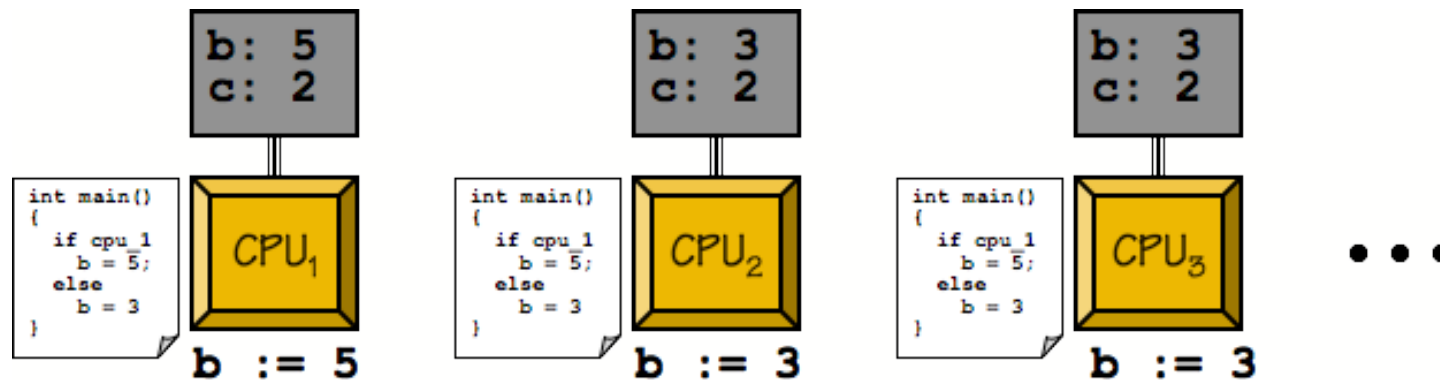 b: 5
c: 2
int main()
{
if cpu_1
b = 5;
else
b = 3
}
CPU1
b := 5
b: 3
c: 2
int main()
{
if cpu_1
b = 5;
else
b = 3
}
CPU2
b := 3
b: 3
c: 2
int main()
{
if cpu_1
b = 5;
else
b = 3
}
CPU3
b := 3